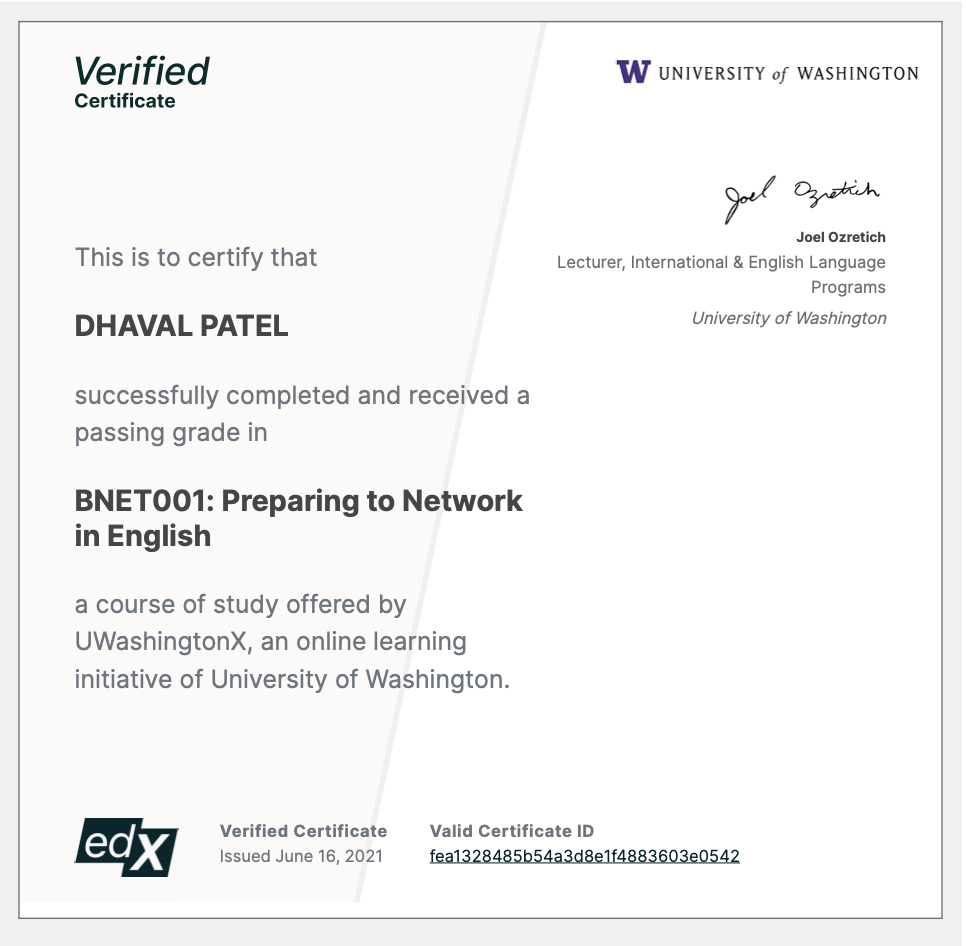 Verified
Certificate
W UNIVERSITY of WASHINGTON
Joel Ozretich
Joel Ozretich
Lecturer, International & English Language
Programs
University of Washington
This is to certify that
DHAVAL PATEL
successfully completed and received a
passing grade in
BNET001: Preparing to Network
in English
a course of study offered by
UWashingtonX, an online learning
initiative of University of Washington.
edX
Verified Certificate
Issued June 16, 2021
Valid Certificate ID
fea1328485b54a3d8e1f4883603e0542